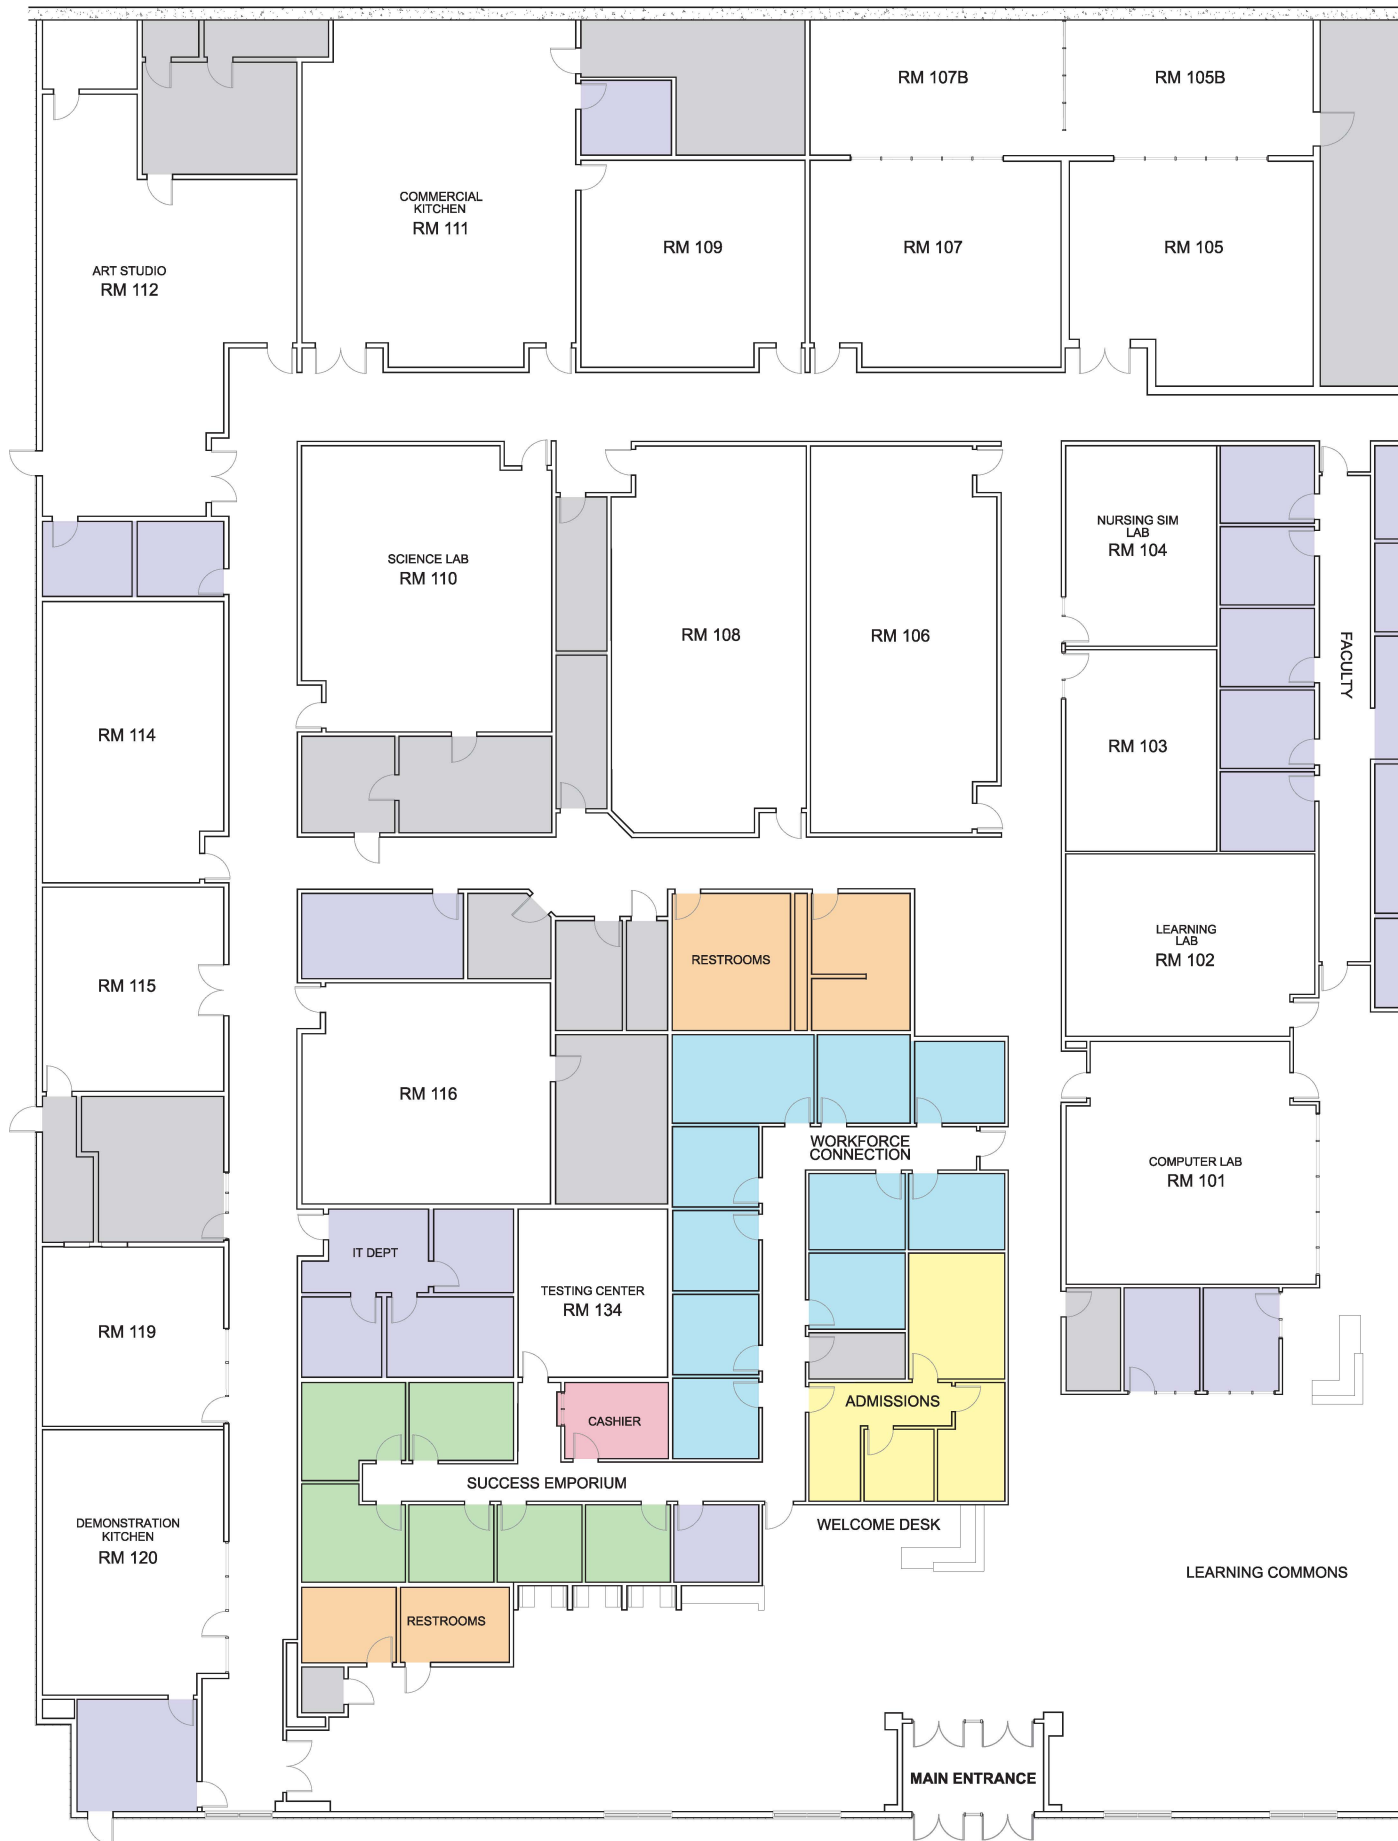 RM 107B
RM 105B
COMMERCIAL
KITCHEN
RM 111
RM 109
RM 107
RM 105
ART STUDIO
RM 112
SCIENCE LAB
RM 110
RM 108
RM 106
NURSING SIM
LAB
RM 104
FACULTY
RM 114
RM 103
RM 115
RESTROOMS
LEARNING
LAB
RM 102
RM 116
WORKFORCE
CONNECTION
COMPUTER LAB
RM 101
IT DEPT
TESTING CENTER
RM 134
RM 119
ADMISSIONS
CASHIER
SUCCESS EMPORIUM
DEMONSTRATION
KITCHEN
RM 120
WELCOME DESK
LEARNING COMMONS
RESTROOMS
MAIN ENTRANCE